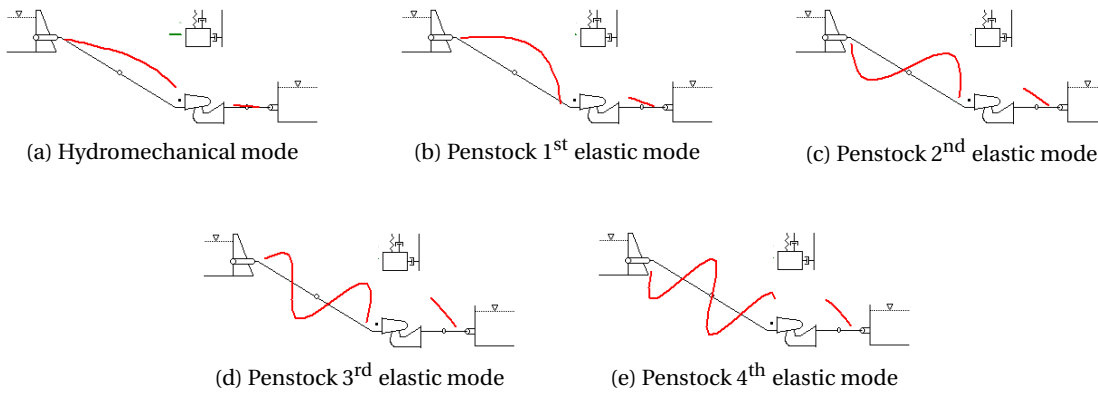 (a) Hydromechanical mode
(b) Penstock 1st elastic mode
(c) Penstock 2nd elastic mode
(d) Penstock 3rd elastic mode
(e) Penstock 4th elastic mode